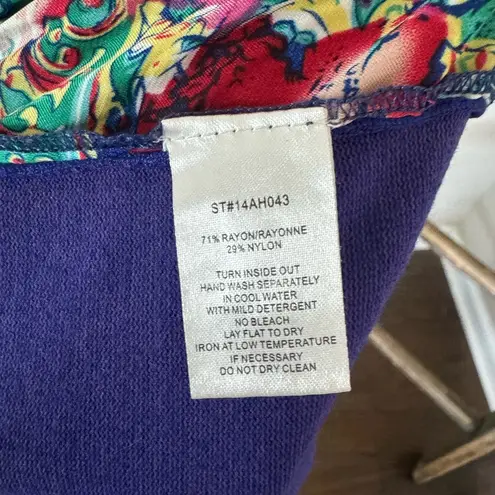 ST#14AH043
71% RAYON/RAYONNE
29% NYLON
TURN INSIDE OUT
HAND WASH SEPARATELY
IN COOL WATER
WITH MILD DETERGENT
NO BLEACH
LAY FLAT TO DRY
IRON AT LOW TEMPERATURE
IF NECESSARY
DO NOT DRY CLEAN